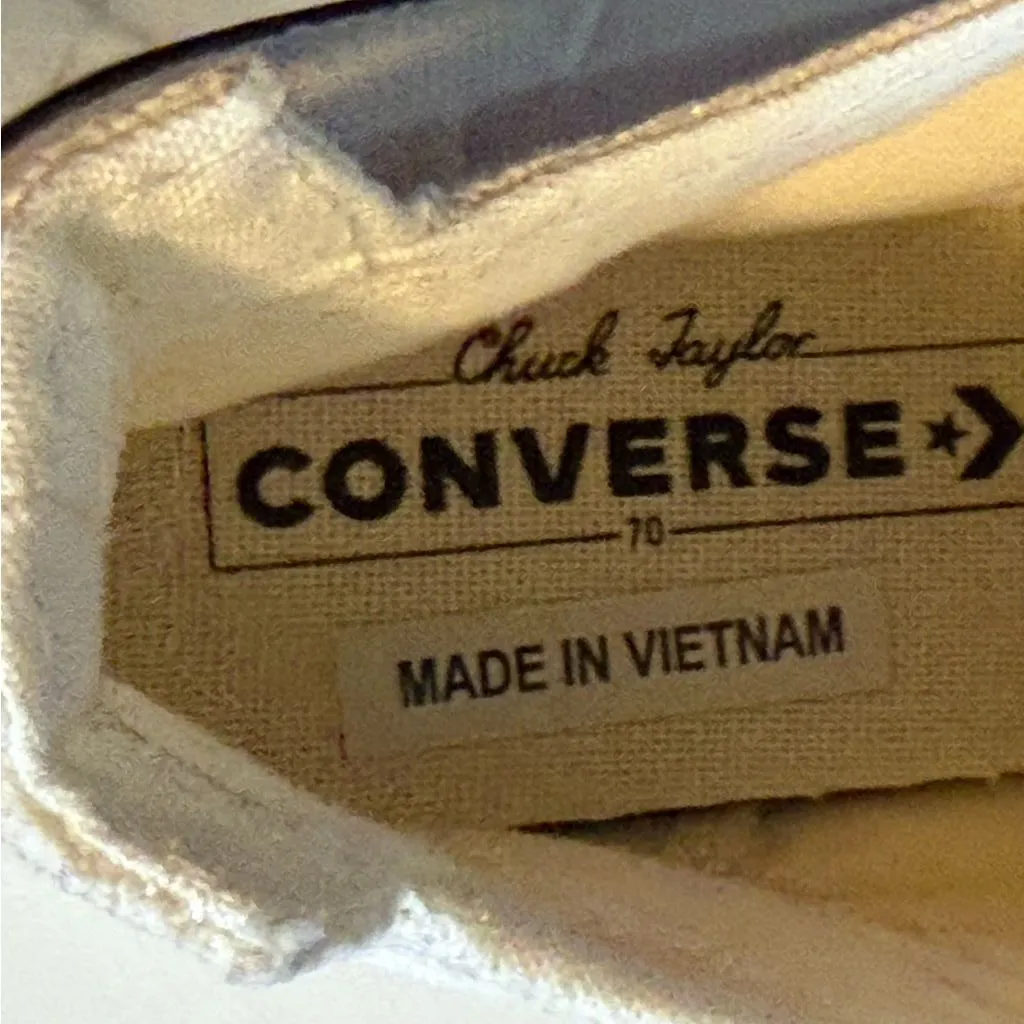 Chuck Taylor
CONVERSE
70
MADE IN VIETNAM